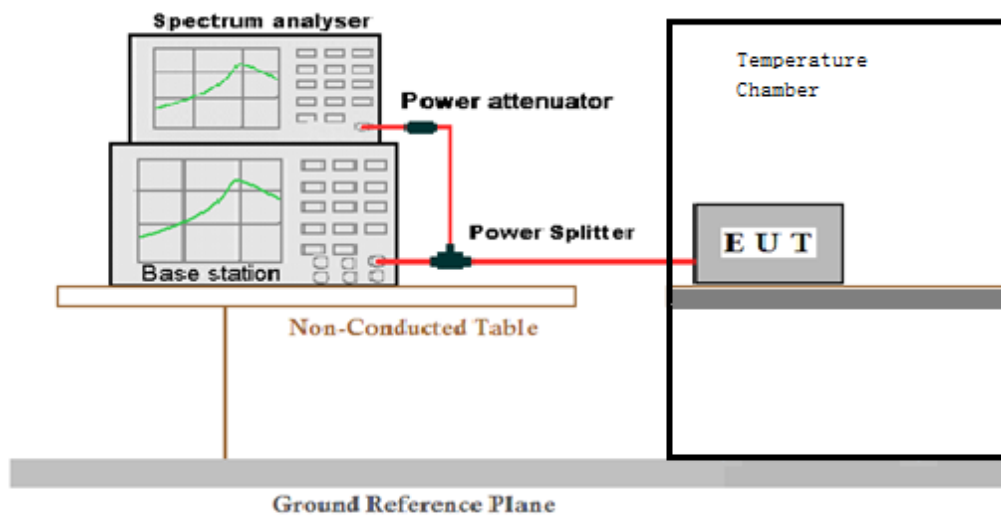 Spectrum analyser
Temperature
Chamber
Power attenuator
Power Splitter
E U T
Base station
Non-Conducted Table
Ground Reference Plane